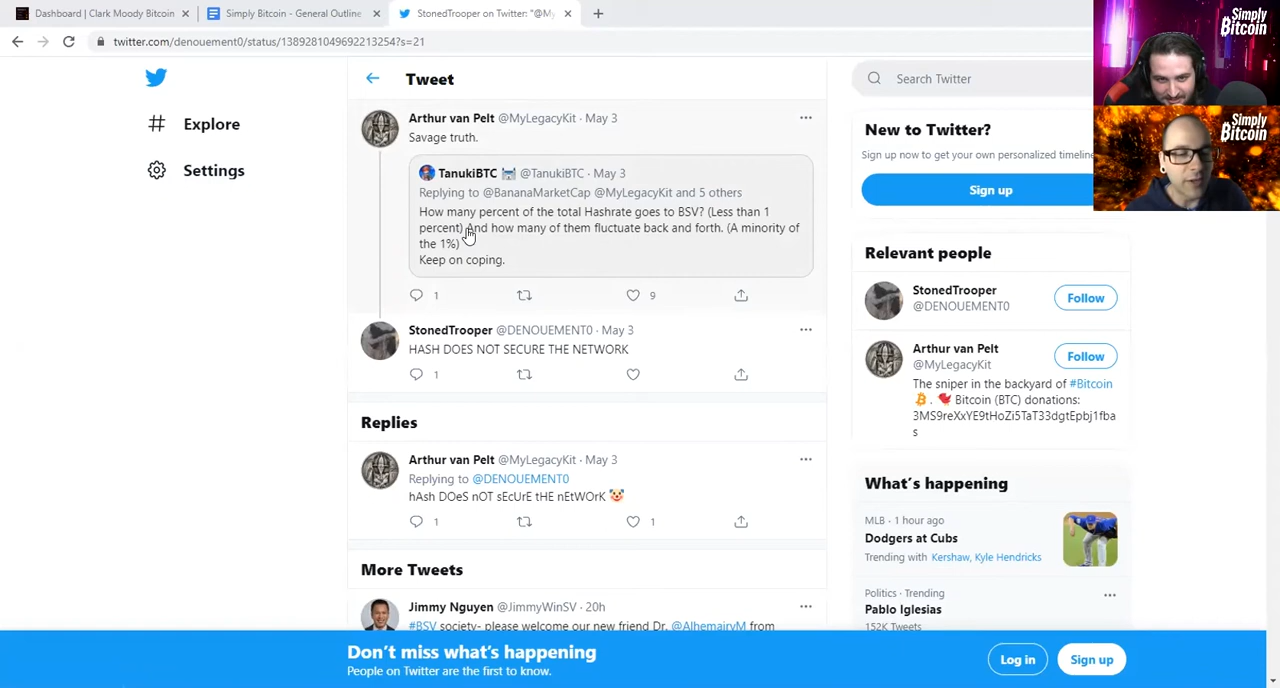 Dashboard | Clark Moody Bitcoin
Simply Bitcoin - General Outline
StonedTrooper on Twitter: "@My
twitter.com/denouement0/status/1389281049692213254?s=21
Simply
Bitcoin
Simply
Bitcoin
Explore
Settings
Tweet
Arthur van Pelt @MyLegacyKit · May 3
Savage truth.
TanukiBTC @TanukiBTC · May 3
Replying to @BananaMarketCap @MyLegacyKit and 5 others
How many percent of the total Hashrate goes to BSV? (Less than 1
percent) And how many of them fluctuate back and forth. (A minority of
the 1%)
Keep on coping.
1
9
StonedTrooper @DENOUEMENT0 · May 3
HASH DOES NOT SECURE THE NETWORK
1
Replies
Arthur van Pelt @MyLegacyKit · May 3
Replying to @DENOUEMENT0
hAsh DOeS nOT sEcUrE tHE nEtWOrK 🤡
1
1
More Tweets
Jimmy Nguyen @JimmyWinSV · 20h
#BSV society- please welcome our new friend Dr. @AlhemairyM from
Search Twitter
New to Twitter?
Sign up now to get your own personalized timeline
Sign up
Relevant people
StonedTrooper
@DENOUEMENT0
Follow
Arthur van Pelt
@MyLegacyKit
Follow
The sniper in the backyard of #Bitcoin
. Bitcoin (BTC) donations:
3MS9reXxYE9tHoZi5TaT33dgtEpbj1fba
s
What's happening
MLB · 1 hour ago
Dodgers at Cubs
Trending with Kershaw, Kyle Hendricks
Politics · Trending
Pablo Iglesias
152K Tweets
Don't miss what's happening
People on Twitter are the first to know.
Log in
Sign up